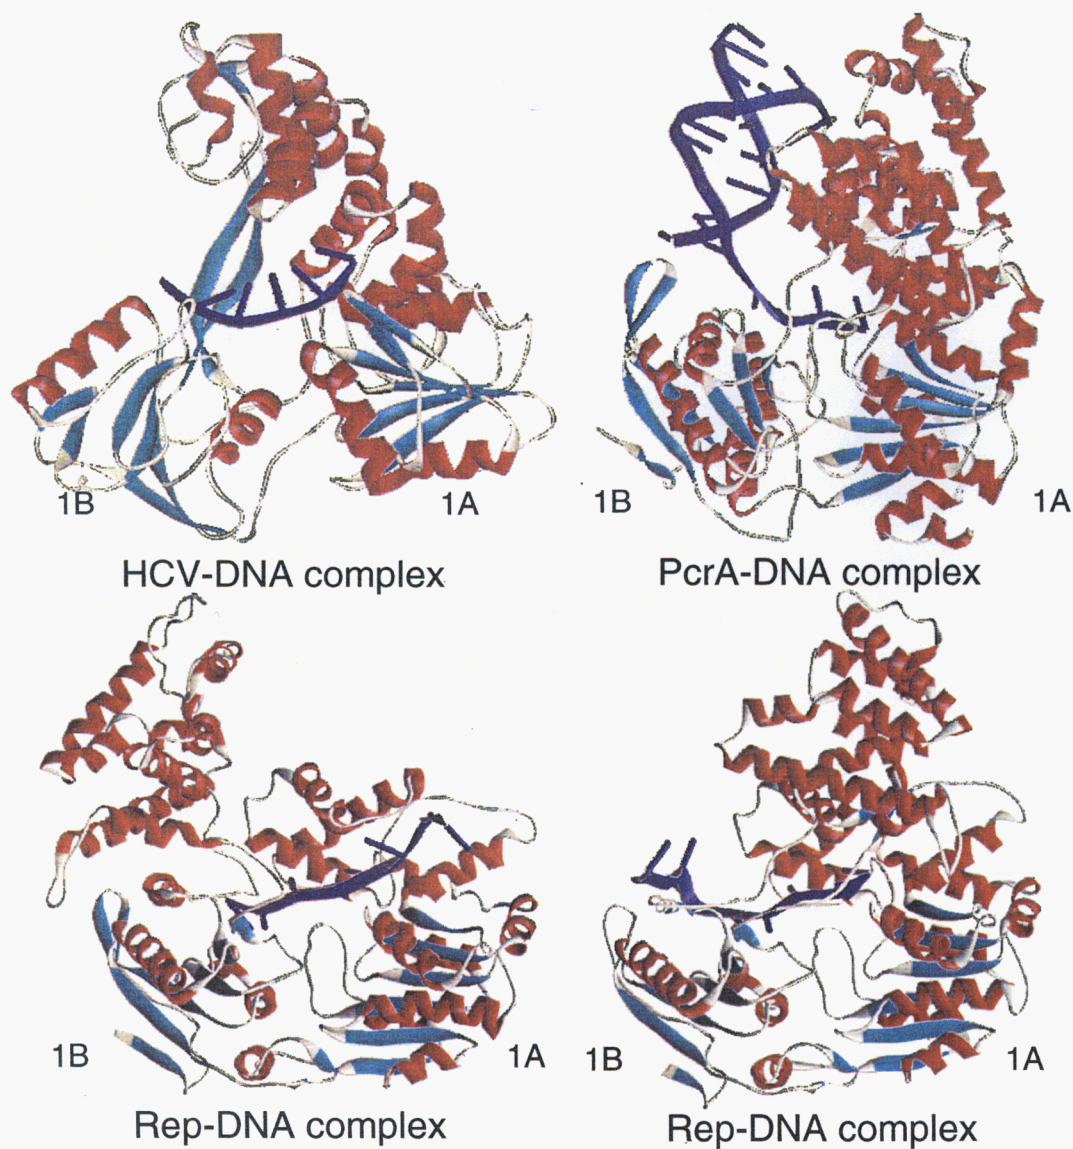 1B
1A
HCV-DNA complex
1B
1A
PcrA-DNA complex
1B
1A
Rep-DNA complex
1B
1A
Rep-DNA complex